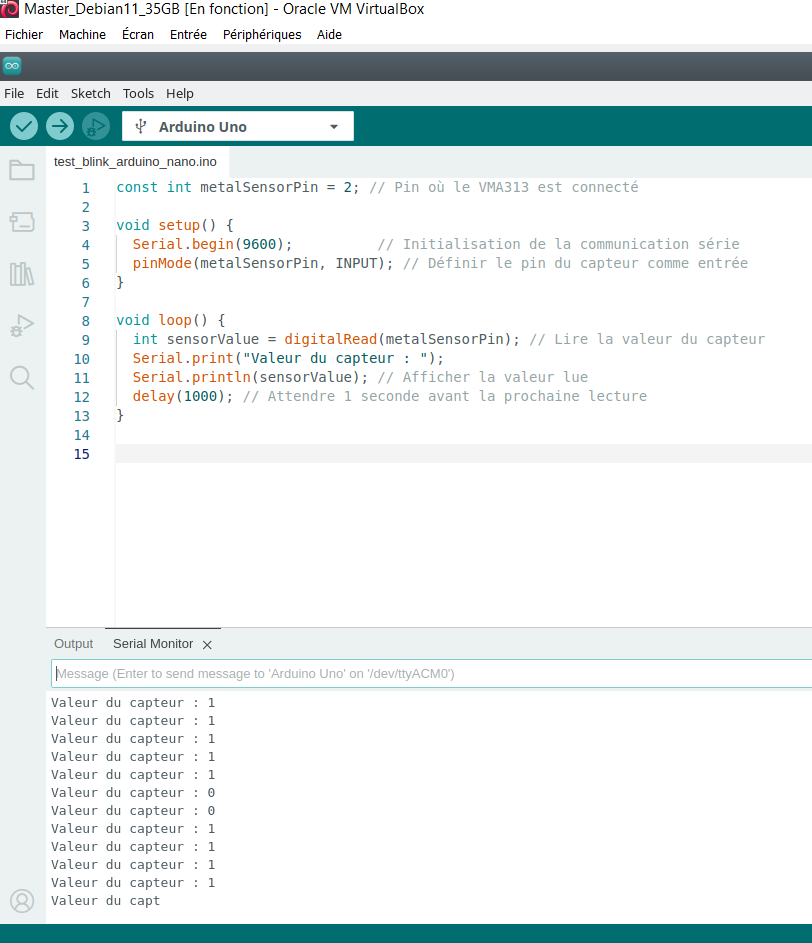 Master_Debian11_35GB [En fonction] - Oracle VM VirtualBox
Fichier Machine Écran Entrée Périphériques Aide
File Edit Sketch Tools Help
Arduino Uno
test_blink_arduino_nano.ino
1 const int metalSensorPin = 2; // Pin où le VMA313 est connecté
2
3 void setup() {
4   Serial.begin(9600);          // Initialisation de la communication série
5   pinMode(metalSensorPin, INPUT); // Définir le pin du capteur comme entrée
6 }
7
8 void loop() {
9   int sensorValue = digitalRead(metalSensorPin); // Lire la valeur du capteur
10   Serial.print("Valeur du capteur : ");
11   Serial.println(sensorValue); // Afficher la valeur lue
12   delay(1000); // Attendre 1 seconde avant la prochaine lecture
13 }
14
15
Output Serial Monitor
Message (Enter to send message to 'Arduino Uno' on '/dev/ttyACM0')
Valeur du capteur : 1
Valeur du capteur : 1
Valeur du capteur : 1
Valeur du capteur : 1
Valeur du capteur : 1
Valeur du capteur : 0
Valeur du capteur : 0
Valeur du capteur : 1
Valeur du capteur : 1
Valeur du capteur : 1
Valeur du capteur : 1
Valeur du capt